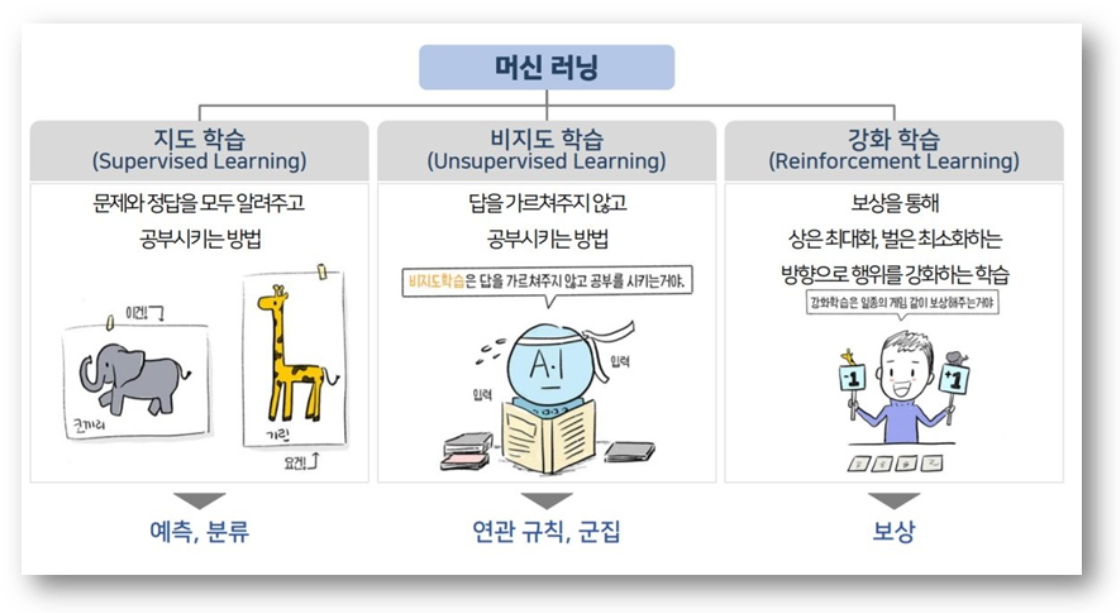 머신 러닝
지도 학습
(Supervised Learning)
문제와 정답을 모두 알려주고
공부시키는 방법
이건!
코끼리
기린
요건!
예측, 분류
비지도 학습
(Unsupervised Learning)
답을 가르쳐주지 않고
공부시키는 방법
비지도학습은 답을 가르쳐주지 않고 공부를 시키는거야.
A.I
입력
입력
연관 규칙, 군집
강화 학습
(Reinforcement Learning)
보상을 통해
상은 최대화, 벌은 최소화하는
방향으로 행위를 강화하는 학습
강화학습은 일종의 게임 같이 보상해주는거야
-1
+1
보상